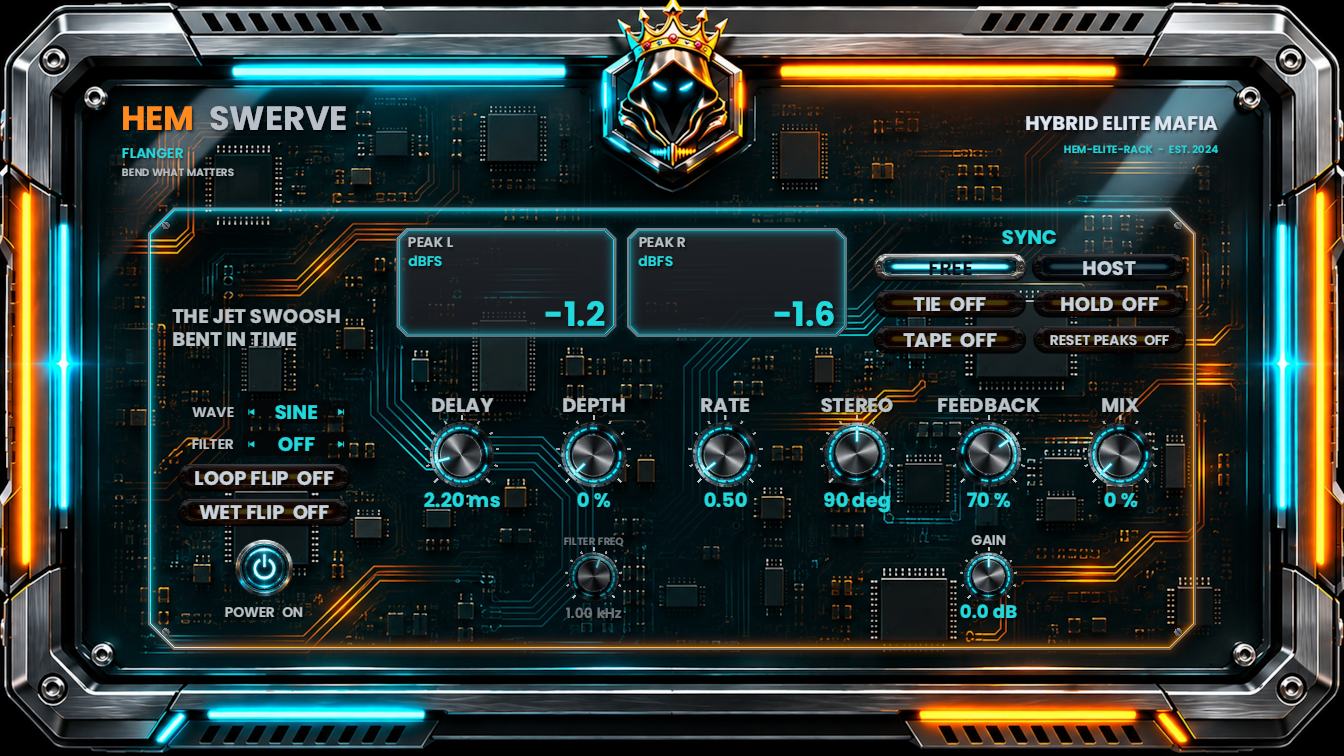 HEM SWERVE
FLANGER
BEND WHAT MATTERS
HYBRID ELITE MAFIA
HEM-ELITE-RACK - EST. 2024
PEAK L
dBFS
-1.2
PEAK R
dBFS
-1.6
SYNC
FREE
HOST
TIE OFF
HOLD OFF
TAPE OFF
RESET PEAKS OFF
THE JET SWOOSH
BENT IN TIME
WAVE SINE
FILTER OFF
LOOP FLIP OFF
WET FLIP OFF
POWER ON
DELAY
2.20 ms
DEPTH
0 %
RATE
0.50
STEREO
90 deg
FEEDBACK
70 %
MIX
0 %
FILTER FREQ
1.00 kHz
GAIN
0.0 dB